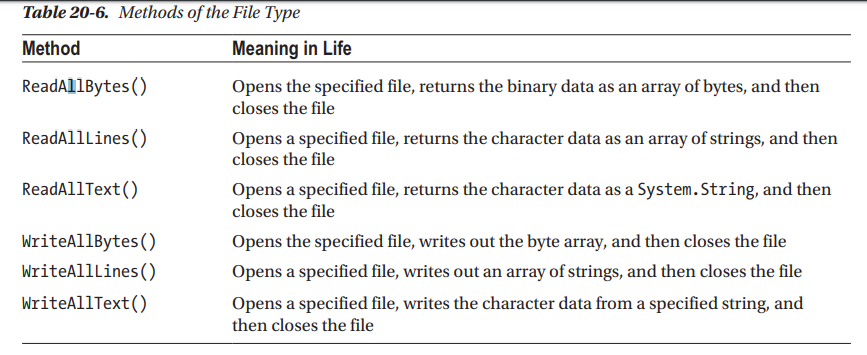 Table 20-6. Methods of the File Type
Method Meaning in Life
ReadAllBytes() Opens the specified file, returns the binary data as an array of bytes, and then
closes the file
ReadAllLines() Opens a specified file, returns the character data as an array of strings, and then
closes the file
ReadAllText() Opens a specified file, returns the character data as a System.String, and then
closes the file
WriteAllBytes() Opens the specified file, writes out the byte array, and then closes the file
WriteAllLines() Opens a specified file, writes out an array of strings, and then closes the file
WriteAllText() Opens a specified file, writes the character data from a specified string, and
then closes the file